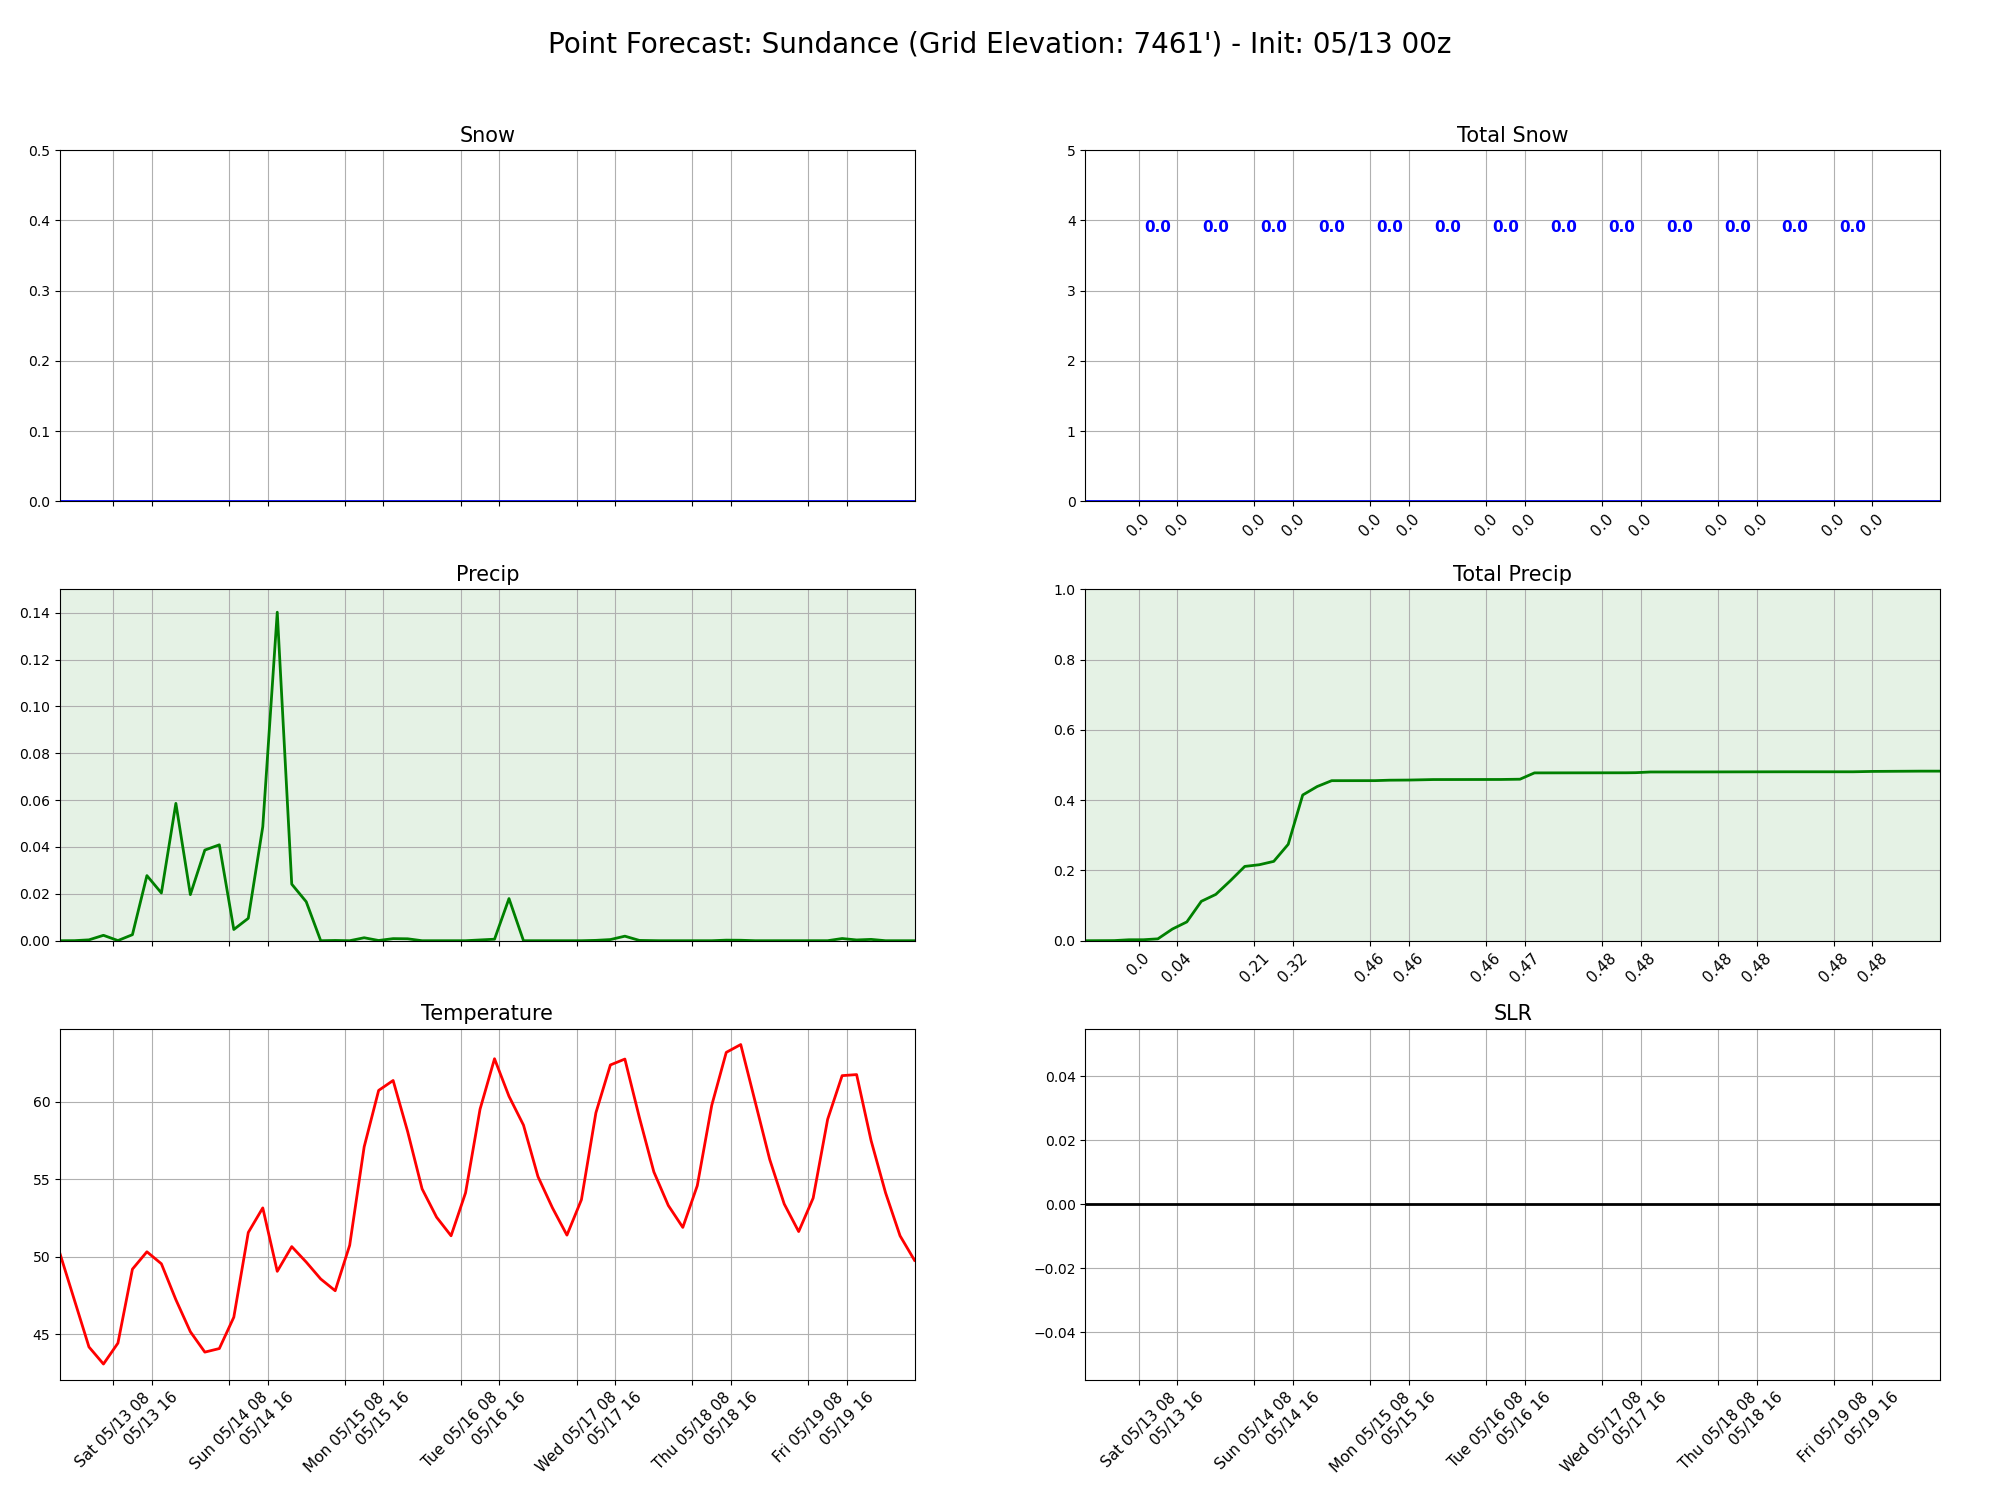 Point Forecast: Sundance (Grid Elevation: 7461') - Init: 05/13 00z
Snow
0.5
0.4
0.3
0.2
0.1
0.0
Total Snow
5
4
3
2
1
0
0.0 0.0 0.0 0.0 0.0 0.0 0.0 0.0 0.0 0.0 0.0 0.0 0.0
0.0 0.0 0.0 0.0 0.0 0.0 0.0 0.0 0.0 0.0 0.0 0.0 0.0 0.0
Precip
0.14
0.12
0.10
0.08
0.06
0.04
0.02
0.00
Total Precip
1.0
0.8
0.6
0.4
0.2
0.0
0.0 0.04 0.21 0.32 0.46 0.46 0.46 0.47 0.48 0.48 0.48 0.48 0.48 0.48
Temperature
60
55
50
45
Sat 05/13 08
05/13 16
Sun 05/14 08
05/14 16
Mon 05/15 08
05/15 16
Tue 05/16 08
05/16 16
Wed 05/17 08
05/17 16
Thu 05/18 08
05/18 16
Fri 05/19 08
05/19 16
SLR
0.04
0.02
0.00
−0.02
−0.04
Sat 05/13 08
05/13 16
Sun 05/14 08
05/14 16
Mon 05/15 08
05/15 16
Tue 05/16 08
05/16 16
Wed 05/17 08
05/17 16
Thu 05/18 08
05/18 16
Fri 05/19 08
05/19 16